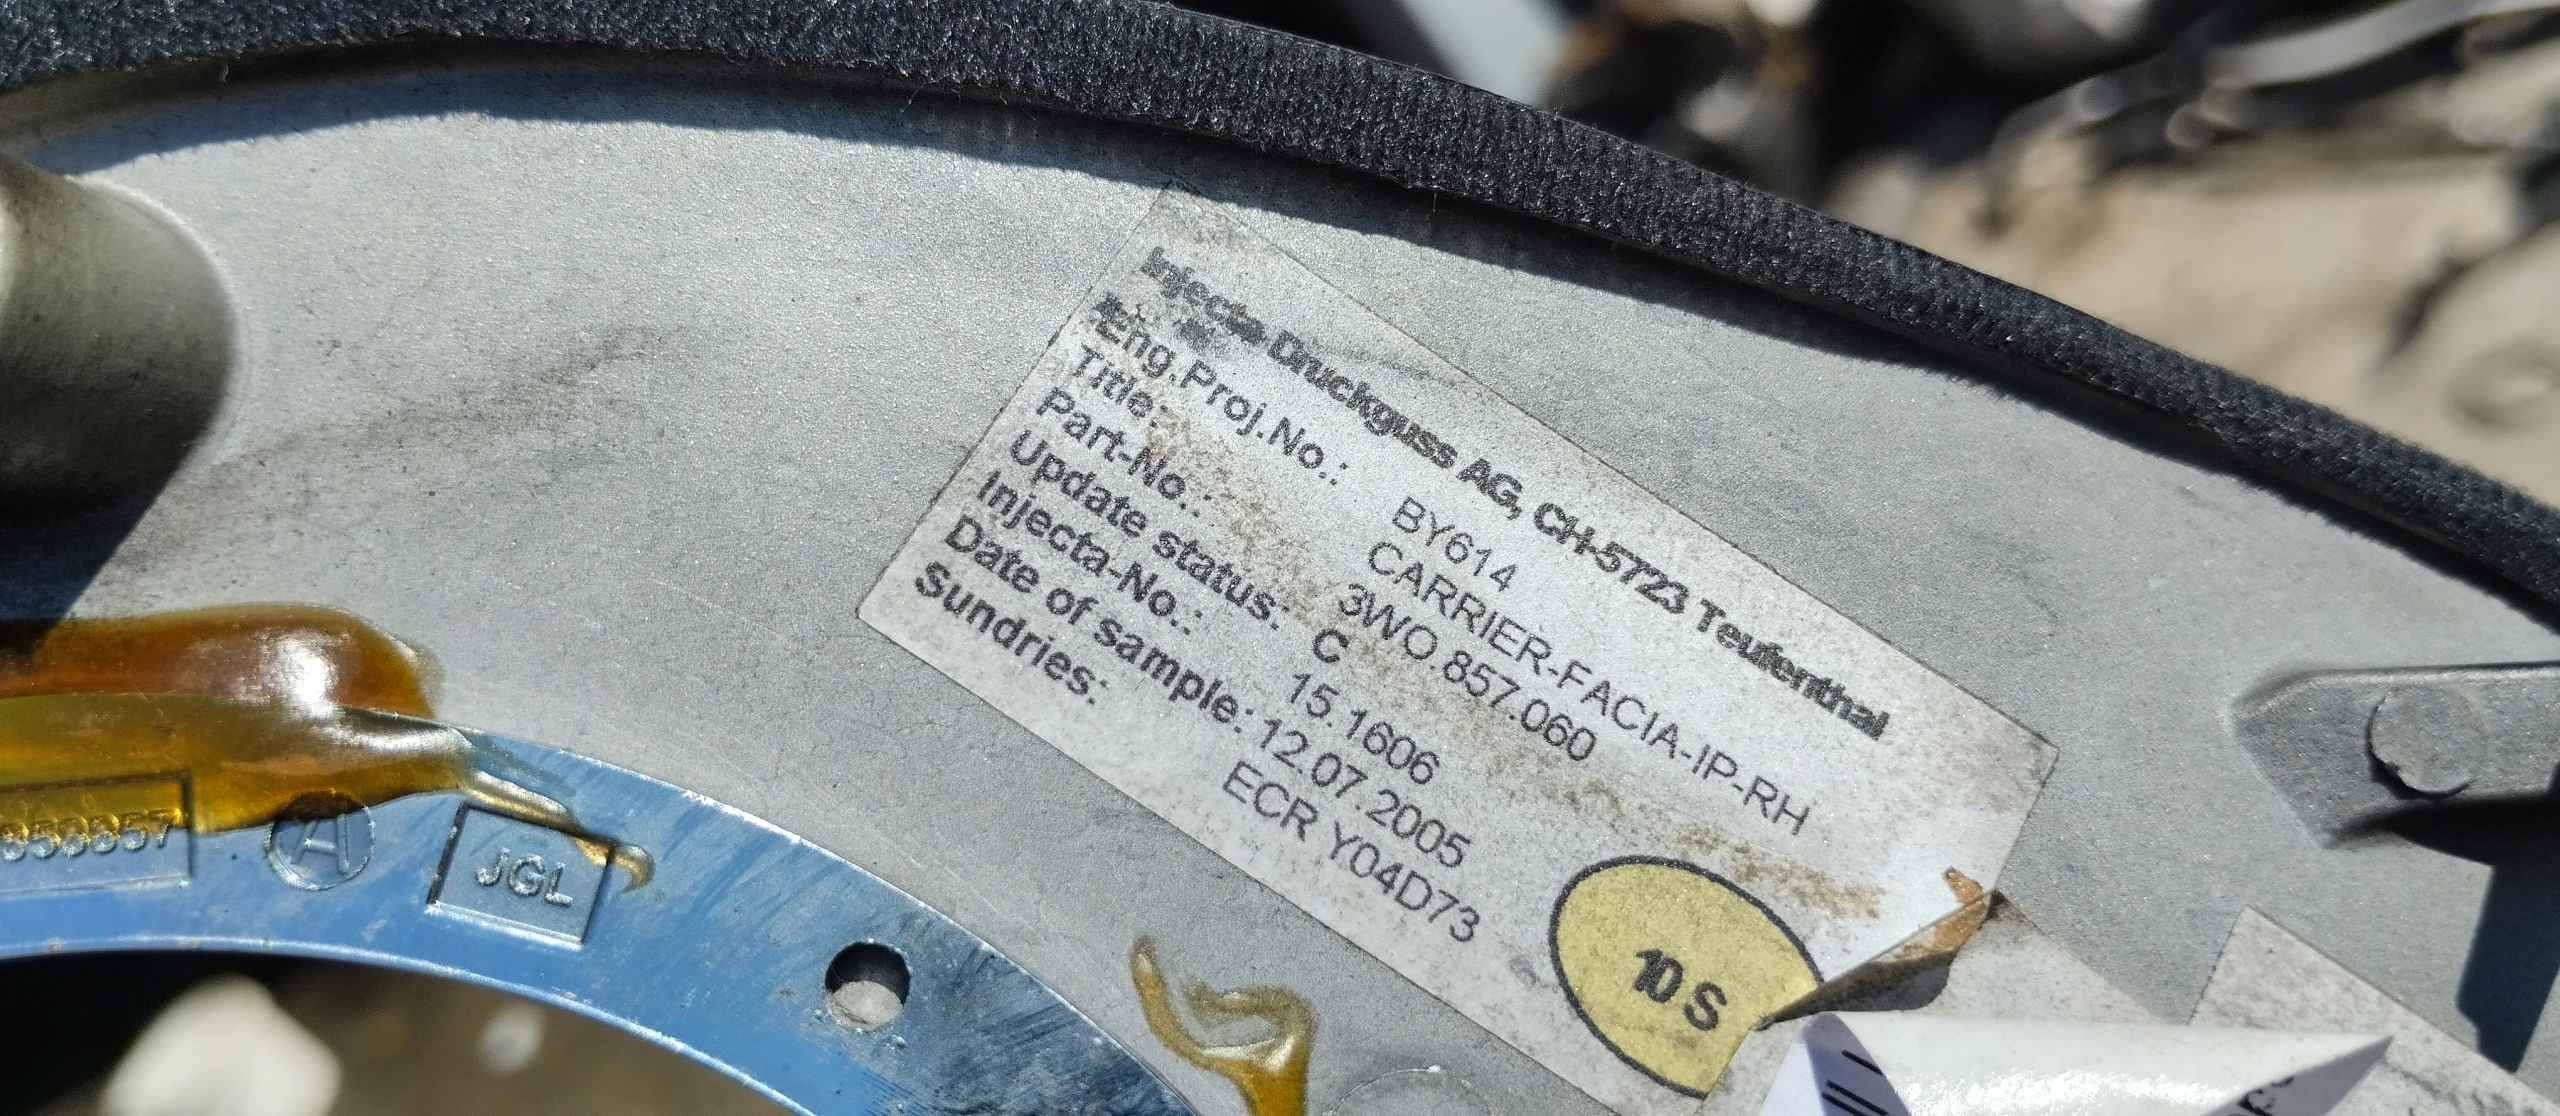 Injecta Druckguss AG, CH-5723 Teufenthal
Eng.Proj.No.: BY614
Title: CARRIER-FACIA-IP-RH
Part-No.: 3WO.857.060
Update status: C
Injecta-No.: 15.1606
Date of sample: 12.07.2005
Sundries: ECR Y04D73
10 S
A
JGL